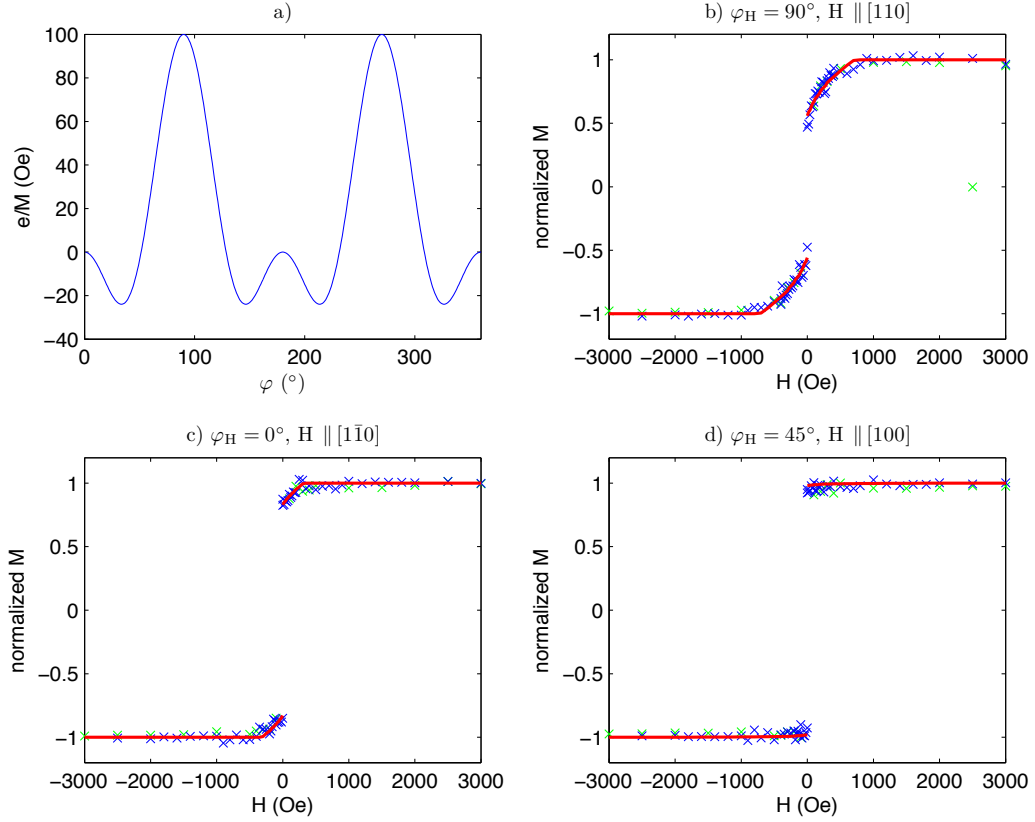 a)
100
80
60
40
20
0
−20
−40
e/M (Oe)
0 100 200 300
φ (°)
b) φH = 90°, H ∥ [110]
1
0.5
0
−0.5
−1
normalized M
−3000 −2000 −1000 0 1000 2000 3000
H (Oe)
c) φH = 0°, H ∥ [11̄0]
1
0.5
0
−0.5
−1
normalized M
−3000 −2000 −1000 0 1000 2000 3000
H (Oe)
d) φH = 45°, H ∥ [100]
1
0.5
0
−0.5
−1
normalized M
−3000 −2000 −1000 0 1000 2000 3000
H (Oe)